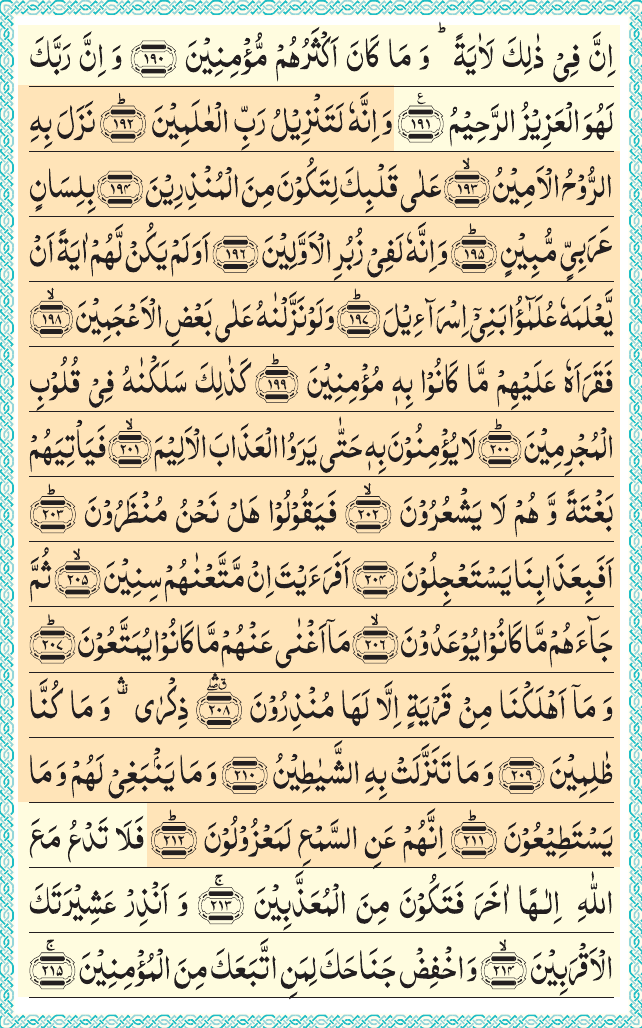 اِنَّ فِیْ ذٰلِكَ لَاٰیَةً ؕ وَ مَا كَانَ اَكْثَرُهُمْ مُّؤْمِنِیْنَ ۝۱۹۰ وَ اِنَّ رَبَّكَ
لَهُوَ الْعَزِیْزُ الرَّحِیْمُ ۝۱۹۱ؑ وَ اِنَّهٗ لَتَنْزِیْلُ رَبِّ الْعٰلَمِیْنَ ۝۱۹۲ؕ نَزَلَ بِهِ
الرُّوْحُ الْاَمِیْنُ ۝۱۹۳ۙ عَلٰی قَلْبِكَ لِتَكُوْنَ مِنَ الْمُنْذِرِیْنَ ۝۱۹۴ۙ بِلِسَانٍ
عَرَبِیٍّ مُّبِیْنٍ ۝۱۹۵ؕ وَ اِنَّهٗ لَفِیْ زُبُرِ الْاَوَّلِیْنَ ۝۱۹۶ اَوَ لَمْ یَكُنْ لَّهُمْ اٰیَةً اَنْ
یَّعْلَمَهٗ عُلَمٰٓؤُا بَنِیْۤ اِسْرَآءِیْلَ ۝۱۹۷ؕ وَ لَوْ نَزَّلْنٰهُ عَلٰی بَعْضِ الْاَعْجَمِیْنَ ۝۱۹۸ۙ
فَقَرَاَهٗ عَلَیْهِمْ مَّا كَانُوْا بِهٖ مُؤْمِنِیْنَ ۝۱۹۹ؕ كَذٰلِكَ سَلَكْنٰهُ فِیْ قُلُوْبِ
الْمُجْرِمِیْنَ ۝۲۰۰ؕ لَا یُؤْمِنُوْنَ بِهٖ حَتّٰی یَرَوُا الْعَذَابَ الْاَلِیْمَ ۝۲۰۱ۙ فَیَاْتِیَهُمْ
بَغْتَةً وَّ هُمْ لَا یَشْعُرُوْنَ ۝۲۰۲ۙ فَیَقُوْلُوْا هَلْ نَحْنُ مُنْظَرُوْنَ ۝۲۰۳ؕ
اَفَبِعَذَابِنَا یَسْتَعْجِلُوْنَ ۝۲۰۴ اَفَرَءَیْتَ اِنْ مَّتَّعْنٰهُمْ سِنِیْنَ ۝۲۰۵ۙ ثُمَّ
جَآءَهُمْ مَّا كَانُوْا یُوْعَدُوْنَ ۝۲۰۶ۙ مَاۤ اَغْنٰی عَنْهُمْ مَّا كَانُوْا یُمَتَّعُوْنَ ۝۲۰۷ؕ
وَ مَاۤ اَهْلَكْنَا مِنْ قَرْیَةٍ اِلَّا لَهَا مُنْذِرُوْنَ ۝۲۰۸ ذِكْرٰی ۛ۫ وَ مَا كُنَّا
ظٰلِمِیْنَ ۝۲۰۹ وَ مَا تَنَزَّلَتْ بِهِ الشَّیٰطِیْنُ ۝۲۱۰ وَ مَا یَنْۢبَغِیْ لَهُمْ وَ مَا
یَسْتَطِیْعُوْنَ ۝۲۱۱ؕ اِنَّهُمْ عَنِ السَّمْعِ لَمَعْزُوْلُوْنَ ۝۲۱۲ؕ فَلَا تَدْعُ مَعَ
اللّٰهِ اِلٰهًا اٰخَرَ فَتَكُوْنَ مِنَ الْمُعَذَّبِیْنَ ۝۲۱۳ۚ وَ اَنْذِرْ عَشِیْرَتَكَ
الْاَقْرَبِیْنَ ۝۲۱۴ۙ وَ اخْفِضْ جَنَاحَكَ لِمَنِ اتَّبَعَكَ مِنَ الْمُؤْمِنِیْنَ ۝۲۱۵ۚ